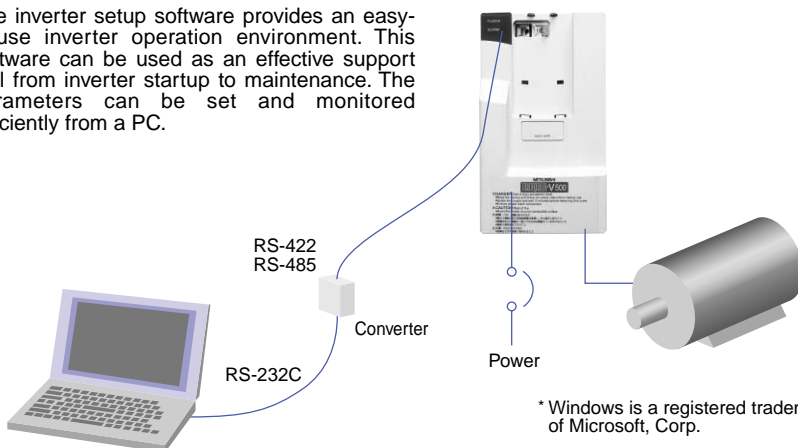 e inverter setup software provides an easy-
use inverter operation environment. This
tware can be used as an effective support
l from inverter startup to maintenance. The
rameters can be set and monitored
ciently from a PC.
RS-422
RS-485
Converter
RS-232C
Power
MITSUBISHI
V500
* Windows is a registered trader
of Microsoft, Corp.